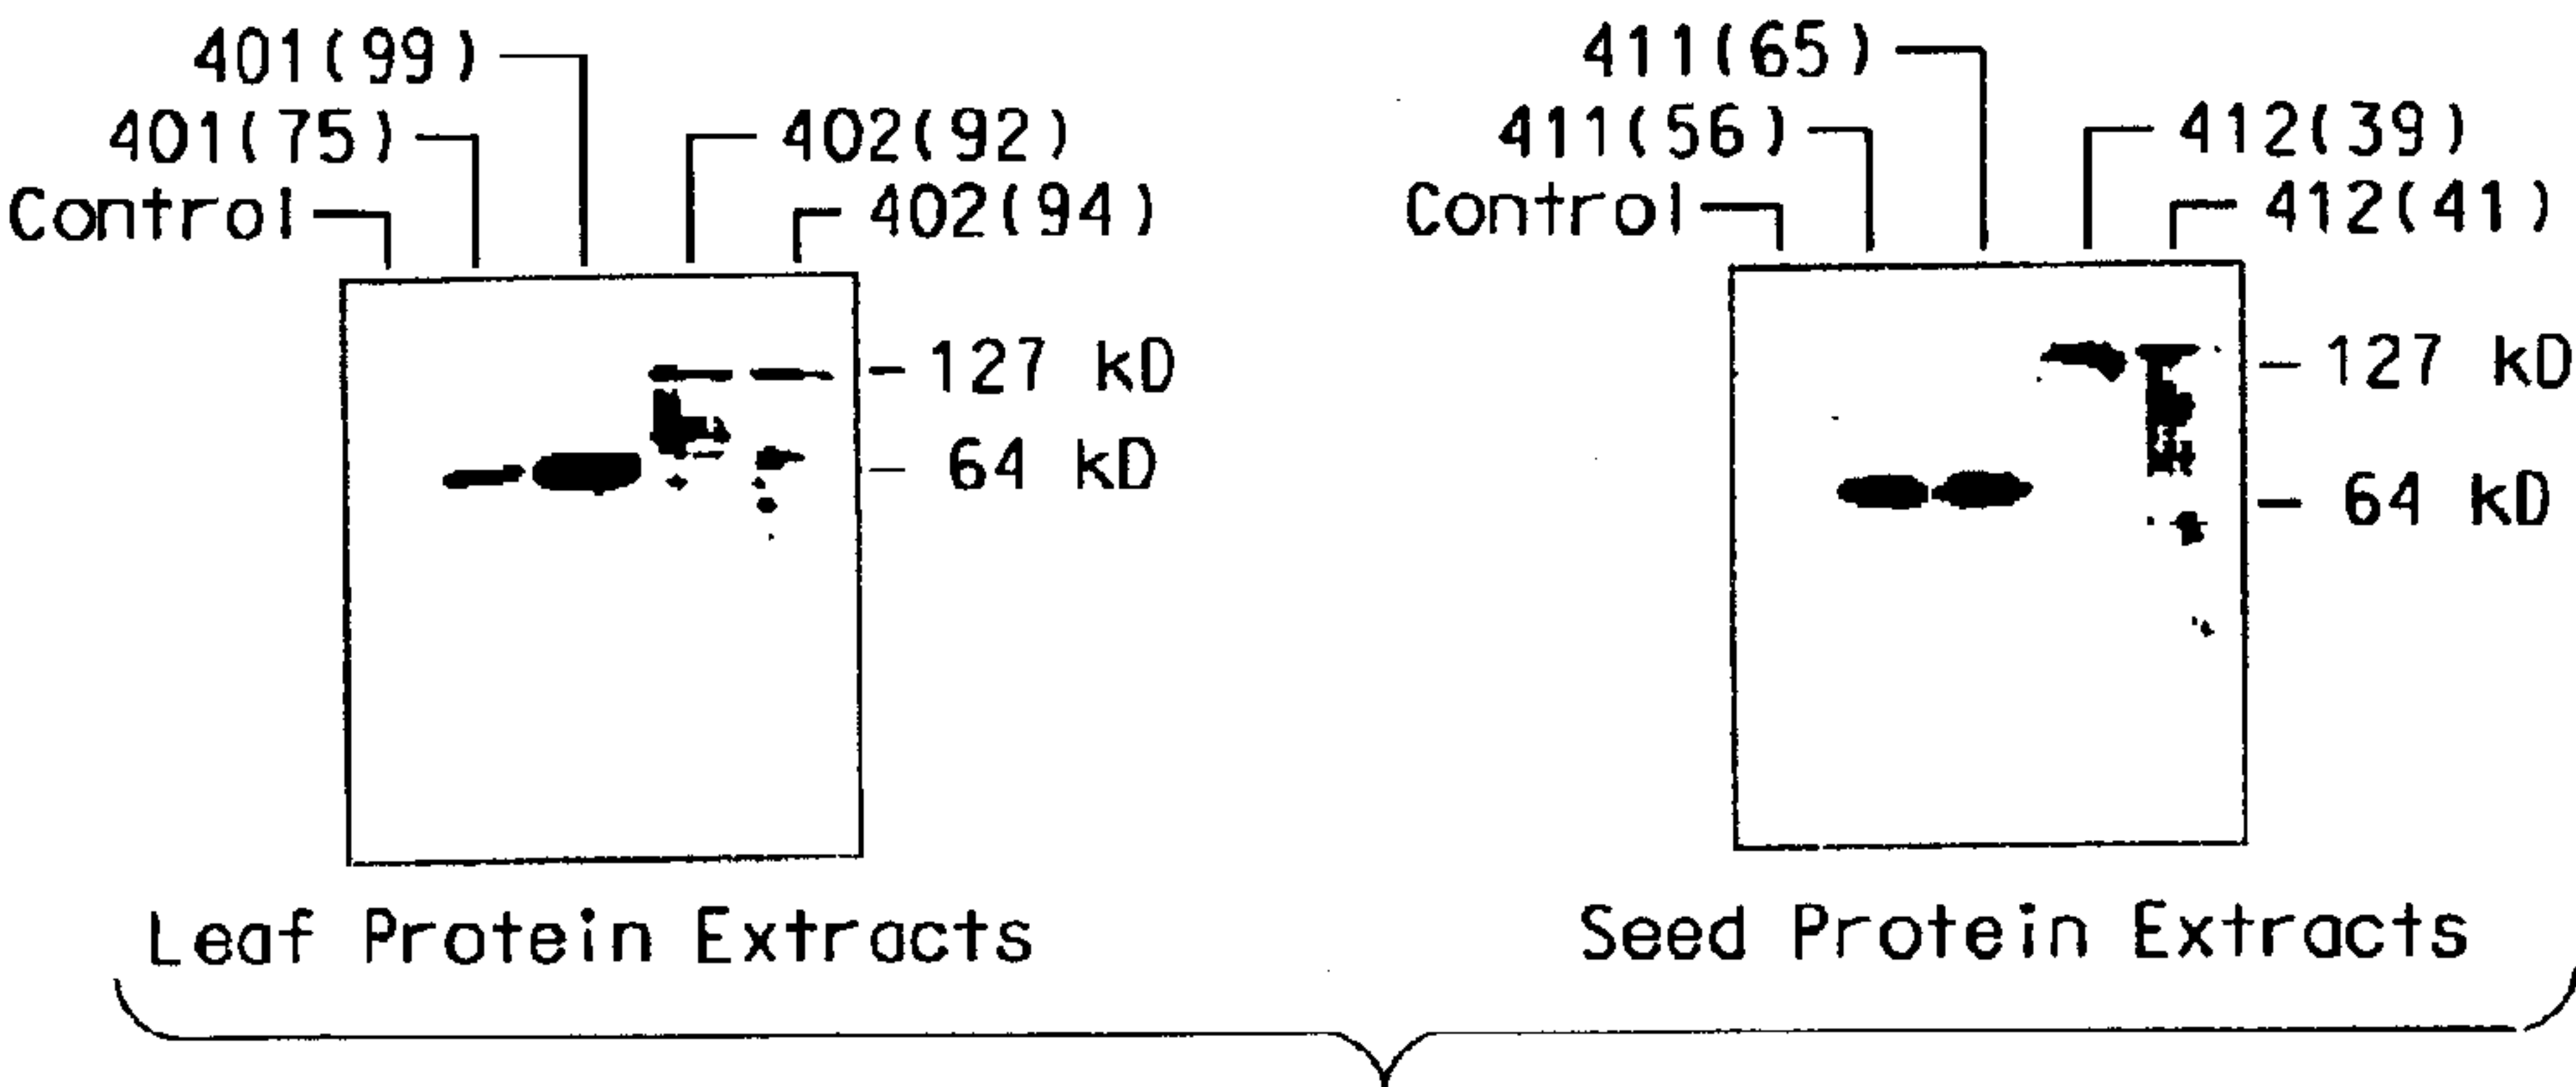 401(99)
401(75)
Control
402(92)
402(94)
127 kD
64 kD
Leaf Protein Extracts
411(65)
411(56)
Control
412(39)
412(41)
127 kD
64 kD
Seed Protein Extracts